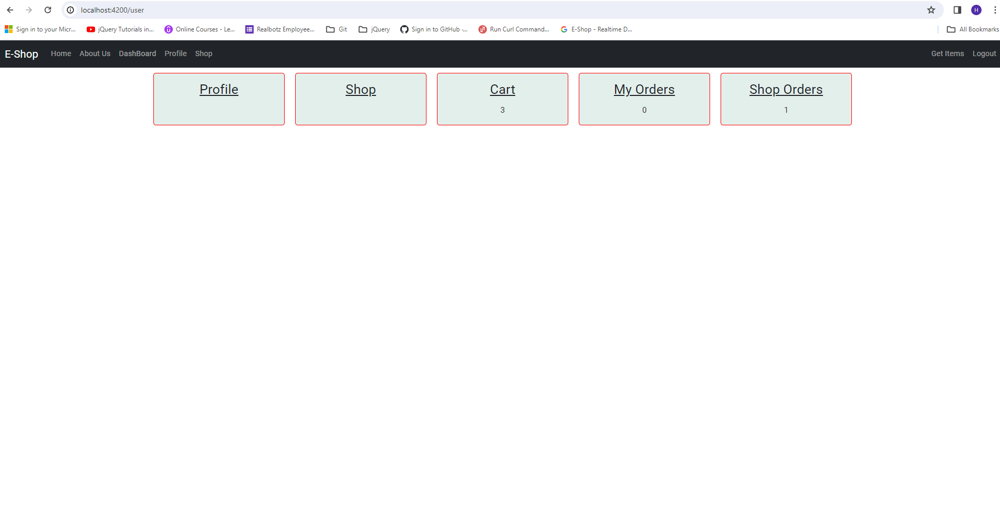 localhost:4200/user
Sign in to your Micr... jQuery Tutorials in... Online Courses - Le... Realbotz Employee... Git jQuery Sign in to GitHub ·... Run Curl Command... E-Shop - Realtime D... All Bookmarks
E-Shop Home About Us DashBoard Profile Shop Get Items Logout
Profile Shop Cart My Orders Shop Orders
3 0 1